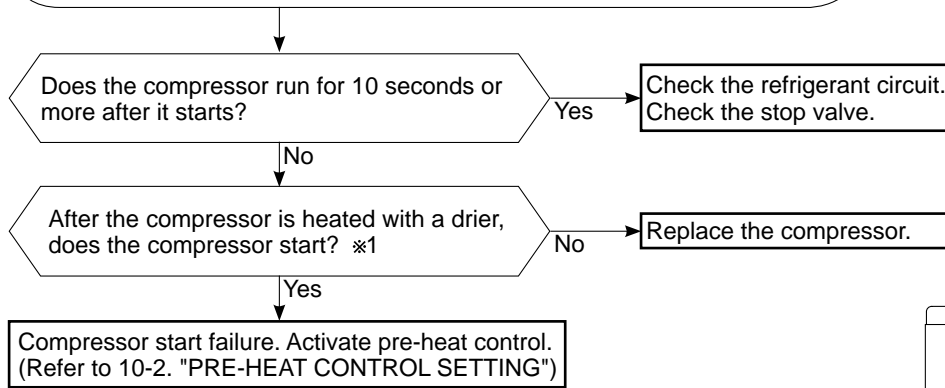 Does the compressor run for 10 seconds or
more after it starts?
Yes
Check the refrigerant circuit.
Check the stop valve.
No
After the compressor is heated with a drier,
does the compressor start? ※1
No
Replace the compressor.
Yes
Compressor start failure. Activate pre-heat control.
(Refer to 10-2. "PRE-HEAT CONTROL SETTING")